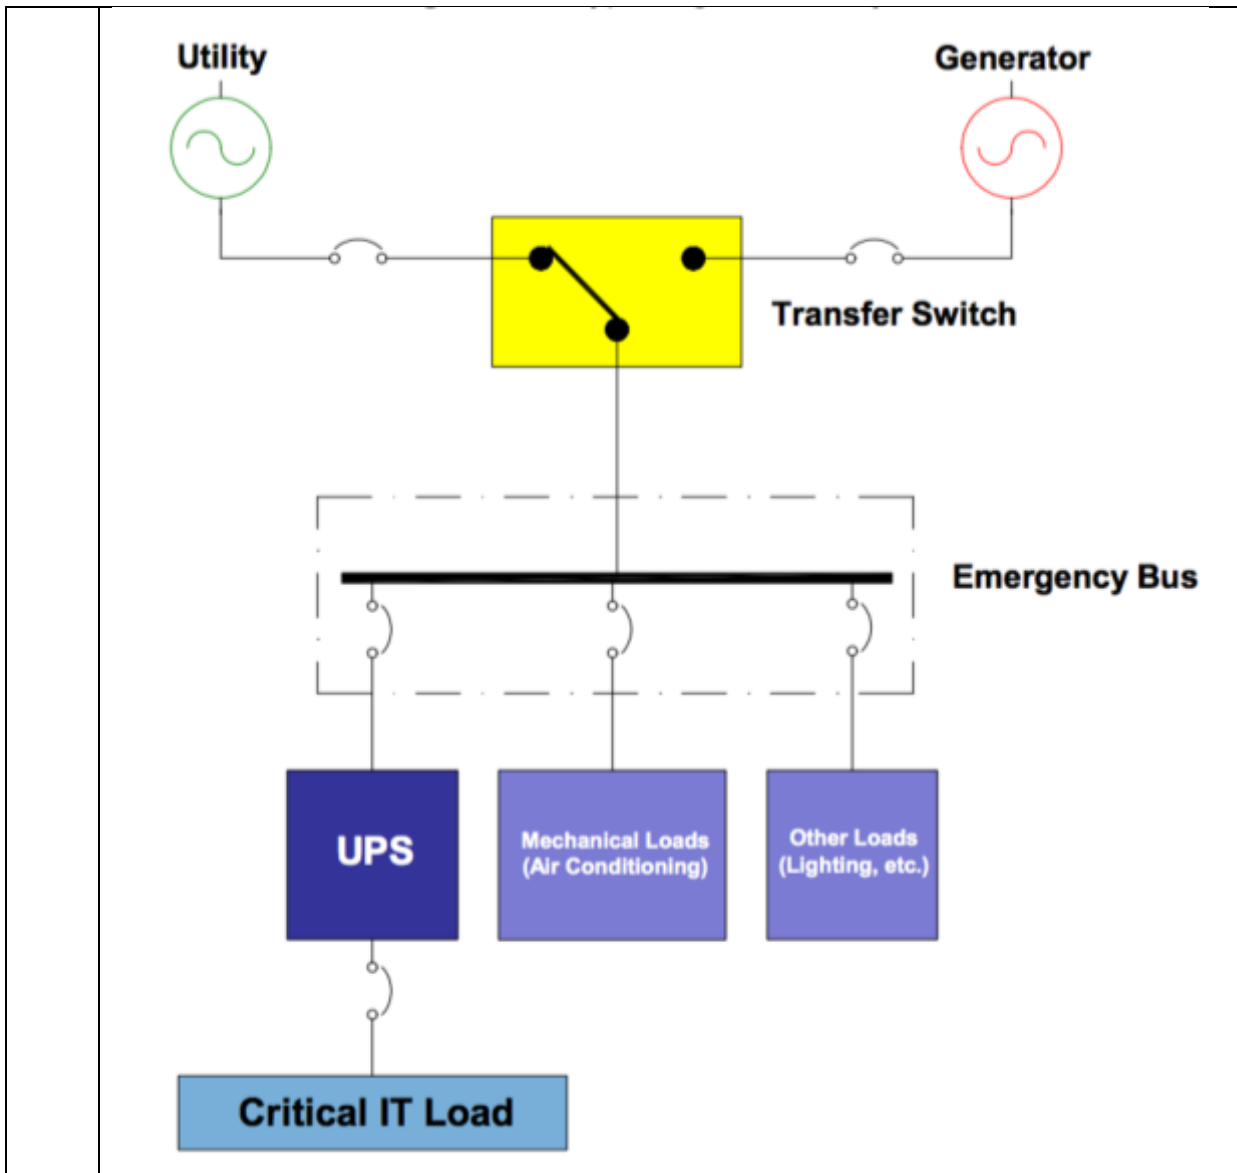 Utility
Generator
Transfer Switch
Emergency Bus
UPS
Mechanical Loads
(Air Conditioning)
Other Loads
(Lighting, etc.)
Critical IT Load